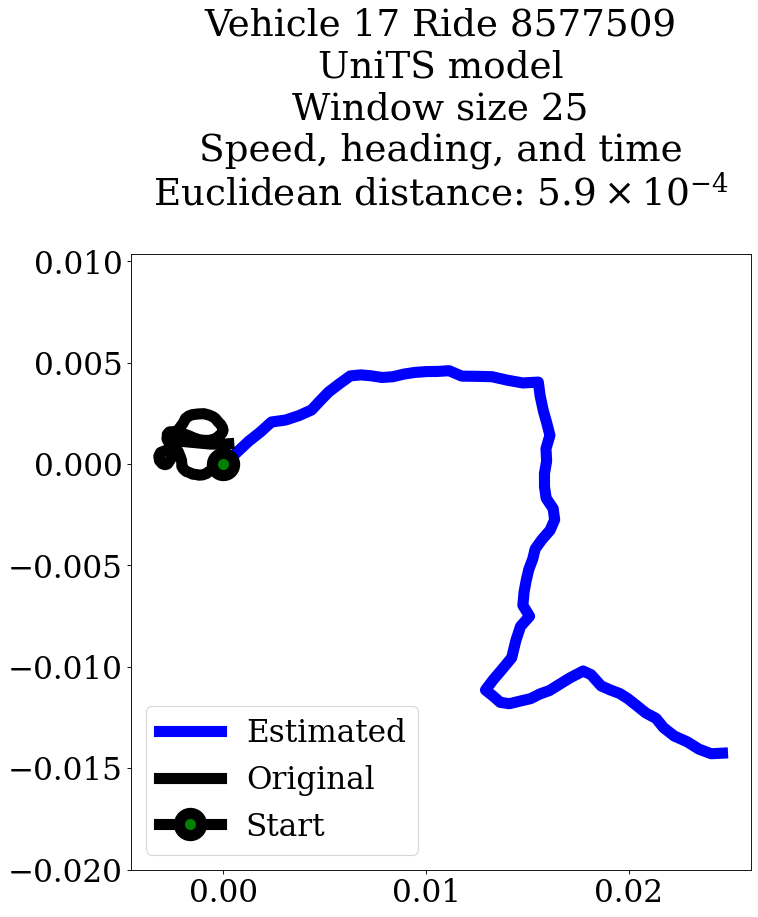 Vehicle 17 Ride 8577509
UniTS model
Window size 25
Speed, heading, and time
Euclidean distance: 5.9 × 10⁻⁴
0.010
0.005
0.000
−0.005
−0.010
−0.015
−0.020
Estimated
Original
Start
0.00 0.01 0.02